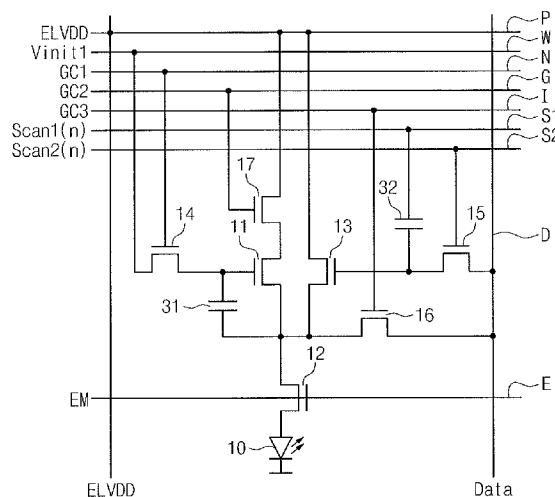 ELVDD P
Vinit1 W
GC1 N
GC2 G
GC3 I
Scan1(n) S1
Scan2(n) S2
17
32
15
14
11
13
D
31
16
12
EM E
10
ELVDD Data